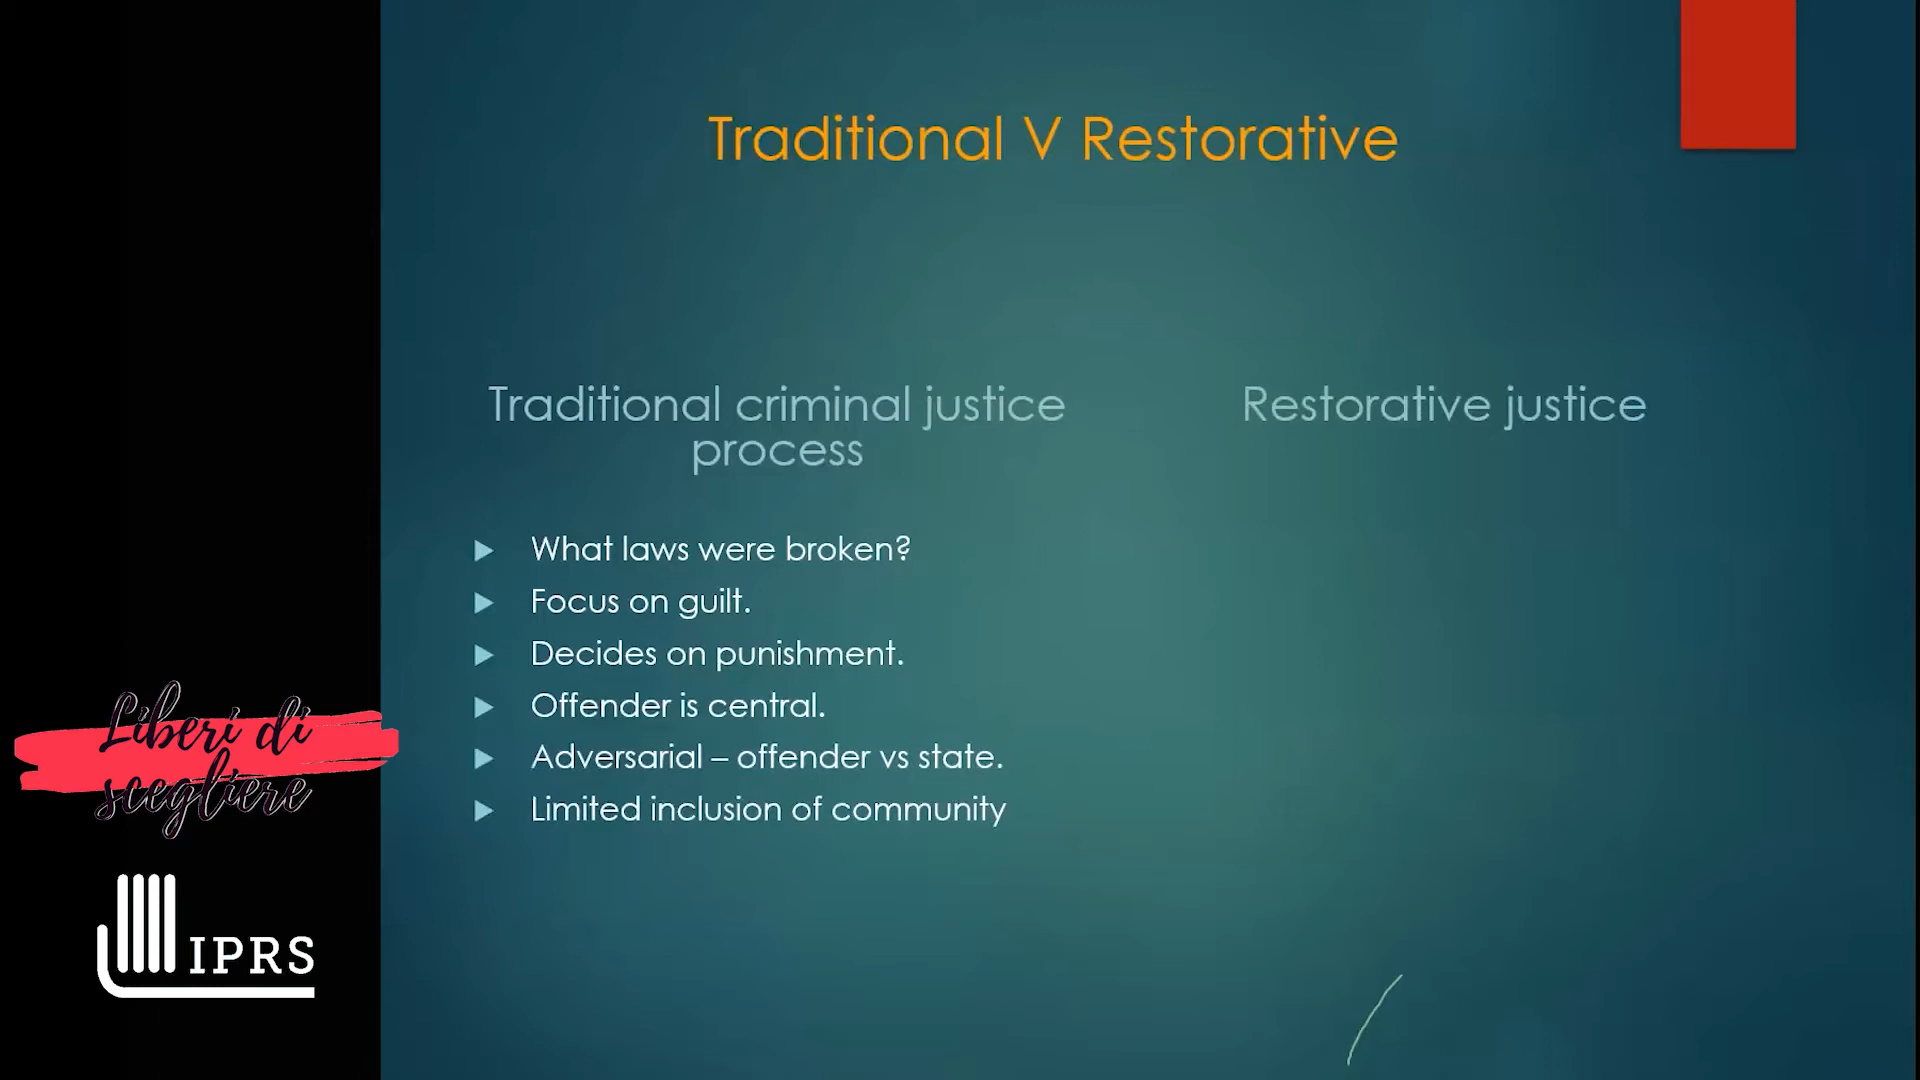 Traditional V Restorative
Traditional criminal justice
process
Restorative justice
What laws were broken?
Focus on guilt.
Decides on punishment.
Offender is central.
Adversarial – offender vs state.
Limited inclusion of community
Liberi di
scegliere
IPRS